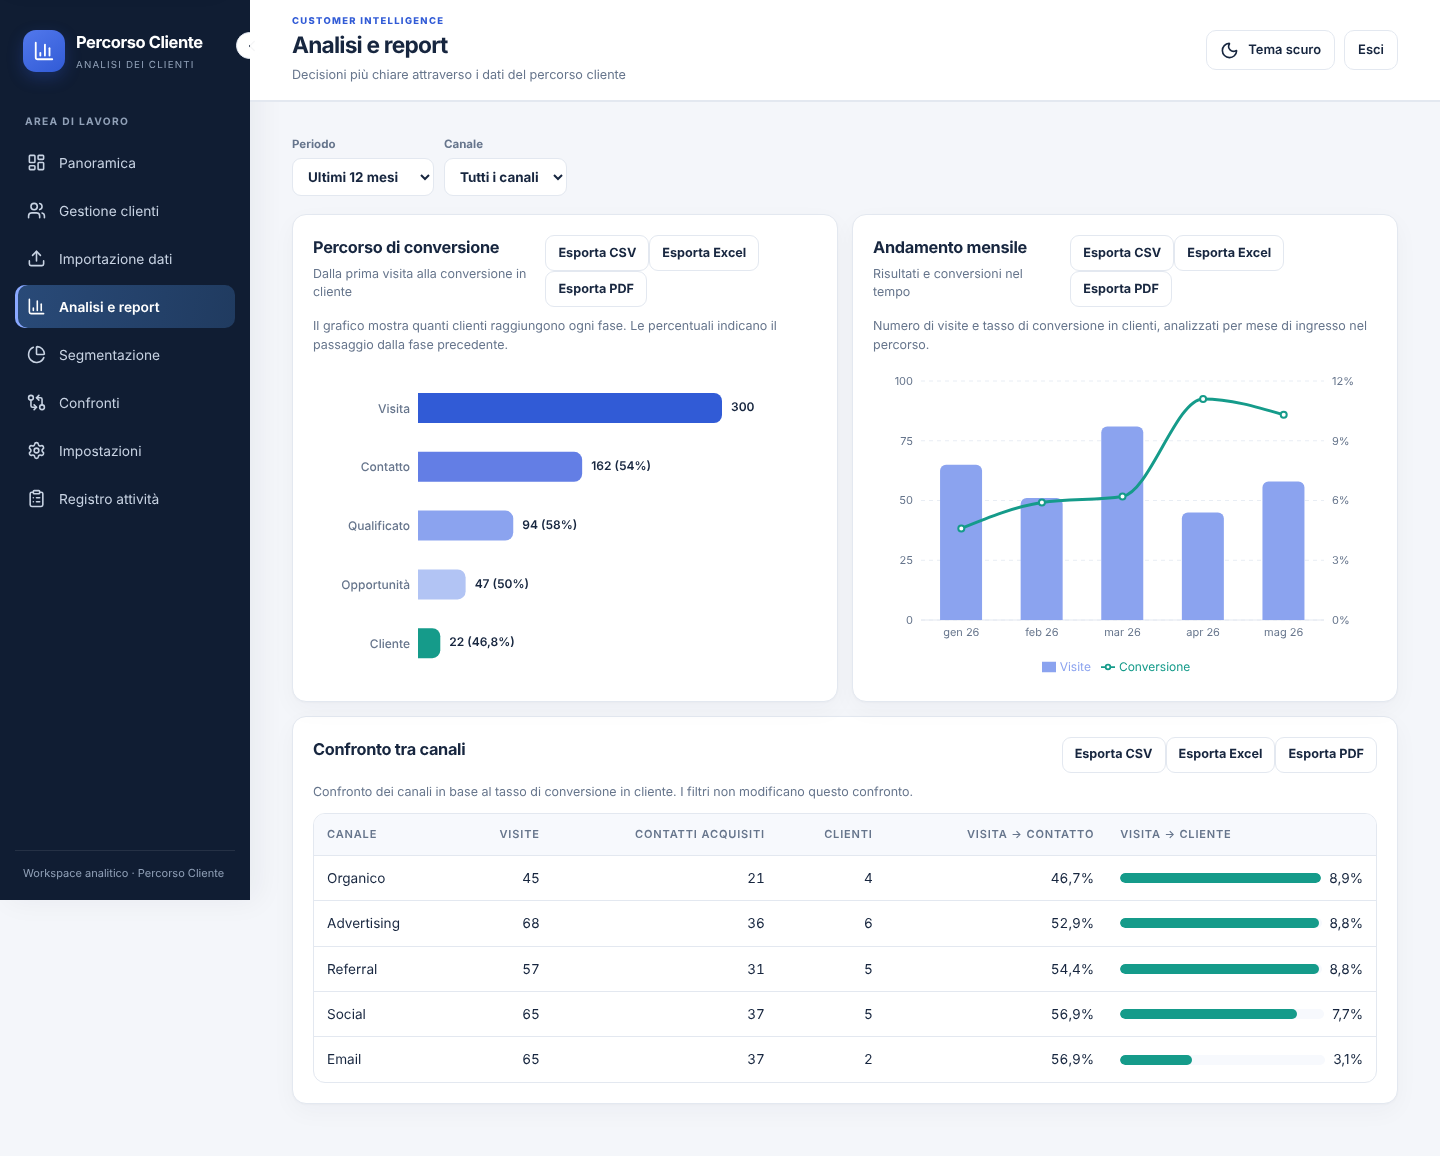 Percorso Cliente
ANALISI DEI CLIENTI
AREA DI LAVORO
Panoramica
Gestione clienti
Importazione dati
Analisi e report
Segmentazione
Confronti
Impostazioni
Registro attività
Workspace analitico · Percorso Cliente
CUSTOMER INTELLIGENCE
Analisi e report
Decisioni più chiare attraverso i dati del percorso cliente
Tema scuro
Esci
Periodo
Canale
Ultimi 12 mesi
Tutti i canali
Percorso di conversione
Dalla prima visita alla conversione in
cliente
Esporta CSV
Esporta Excel
Esporta PDF
Il grafico mostra quanti clienti raggiungono ogni fase. Le percentuali indicano il
passaggio dalla fase precedente.
Visita 300
Contatto 162 (54%)
Qualificato 94 (58%)
Opportunità 47 (50%)
Cliente 22 (46,8%)
Andamento mensile
Risultati e conversioni nel
tempo
Esporta CSV
Esporta Excel
Esporta PDF
Numero di visite e tasso di conversione in clienti, analizzati per mese di ingresso nel
percorso.
100 12%
75 9%
50 6%
25 3%
0 0%
gen 26 feb 26 mar 26 apr 26 mag 26
Visite Conversione
Confronto tra canali
Esporta CSV
Esporta Excel
Esporta PDF
Confronto dei canali in base al tasso di conversione in cliente. I filtri non modificano questo confronto.
CANALE VISITE CONTATTI ACQUISITI CLIENTI VISITA → CONTATTO VISITA → CLIENTE
Organico 45 21 4 46,7% 8,9%
Advertising 68 36 6 52,9% 8,8%
Referral 57 31 5 54,4% 8,8%
Social 65 37 5 56,9% 7,7%
Email 65 37 2 56,9% 3,1%